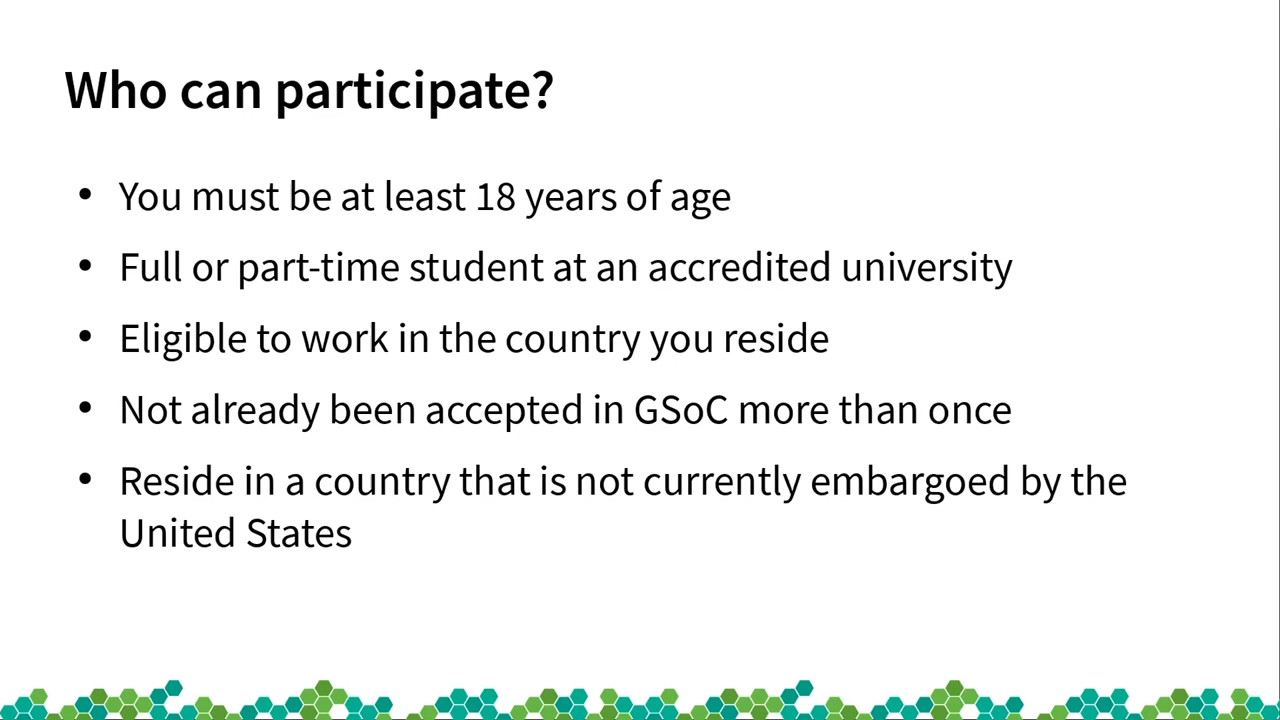 Who can participate?
• You must be at least 18 years of age
• Full or part-time student at an accredited university
• Eligible to work in the country you reside
• Not already been accepted in GSoC more than once
• Reside in a country that is not currently embargoed by the
United States